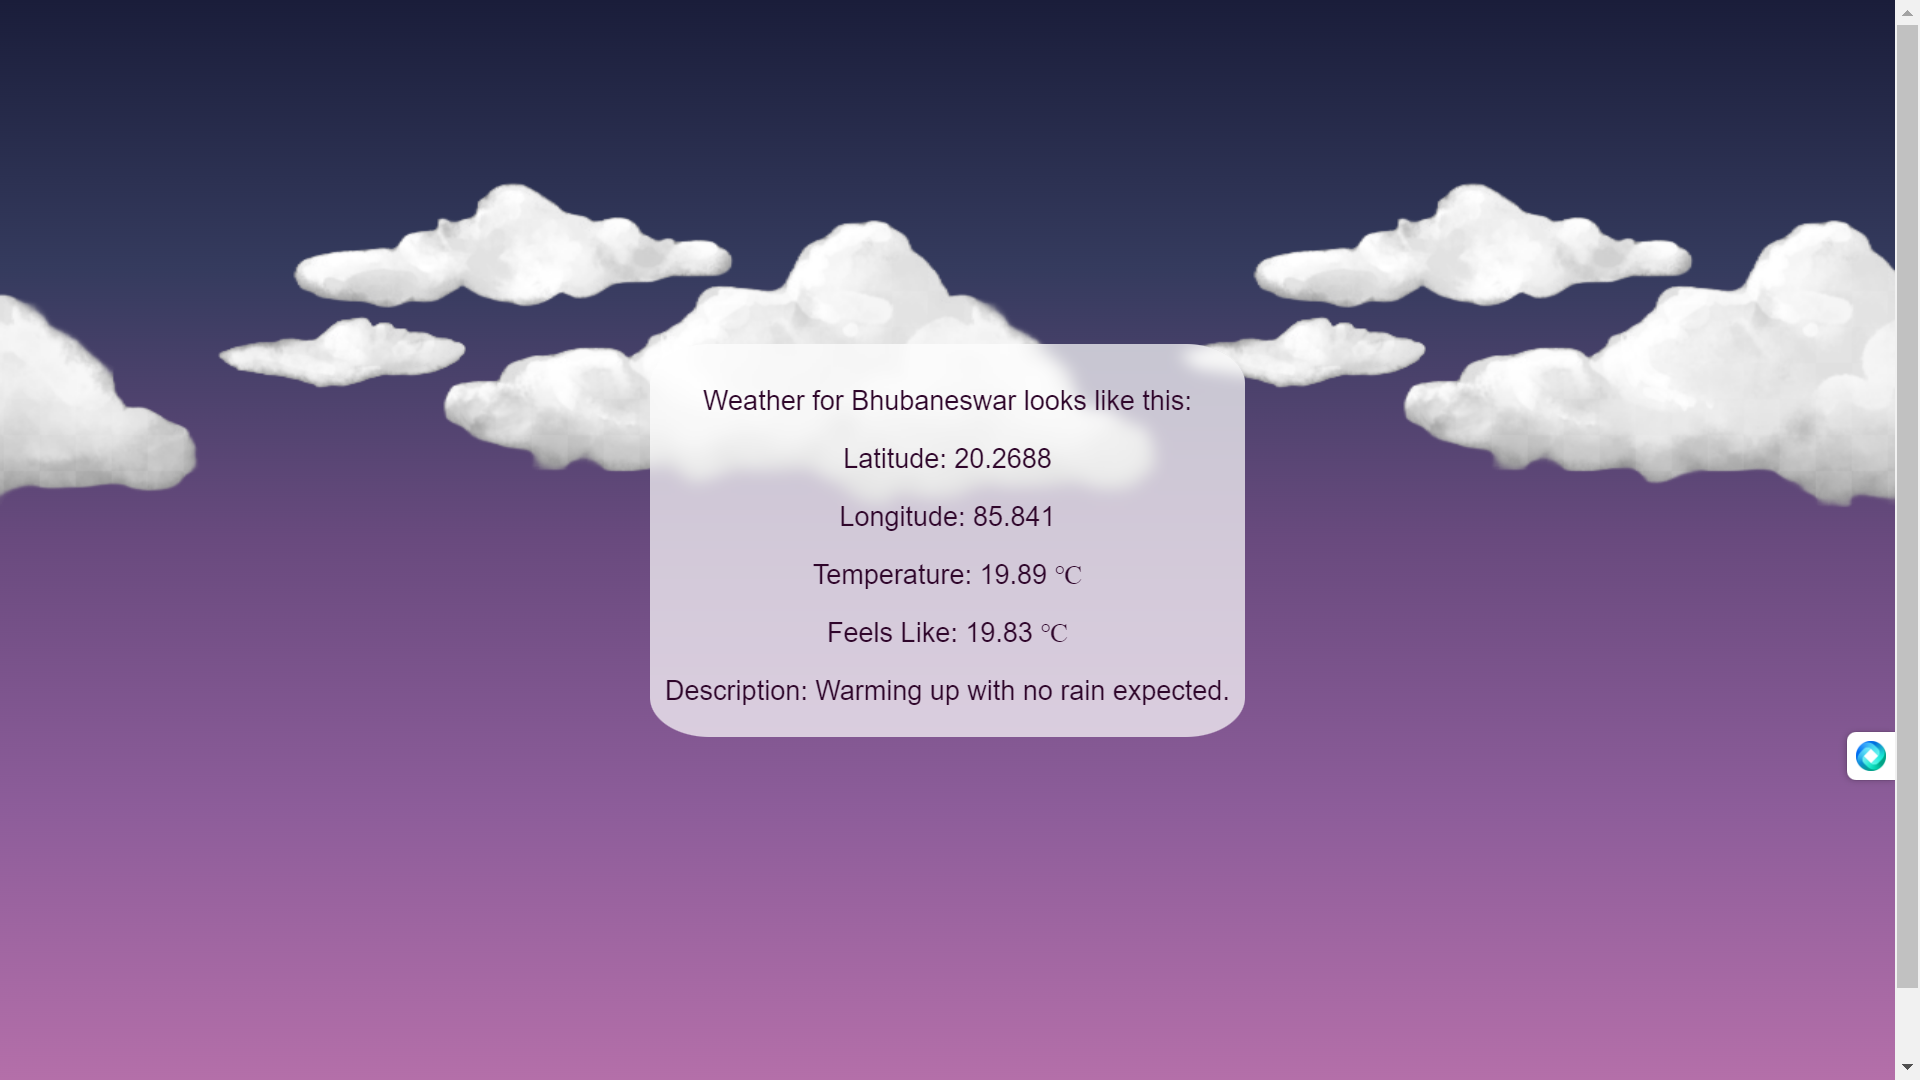 Weather for Bhubaneswar looks like this:
Latitude: 20.2688
Longitude: 85.841
Temperature: 19.89 ℃
Feels Like: 19.83 ℃
Description: Warming up with no rain expected.